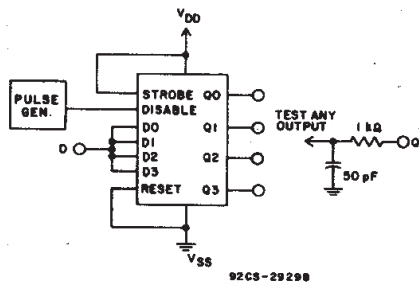 VDD
PULSE
GEN.
STROBE
DISABLE
D0
D1
D2
D3
RESET
D
Q0
Q1
Q2
Q3
TEST ANY
OUTPUT
1 kΩ
Q
50 pF
VSS
92CS-29298